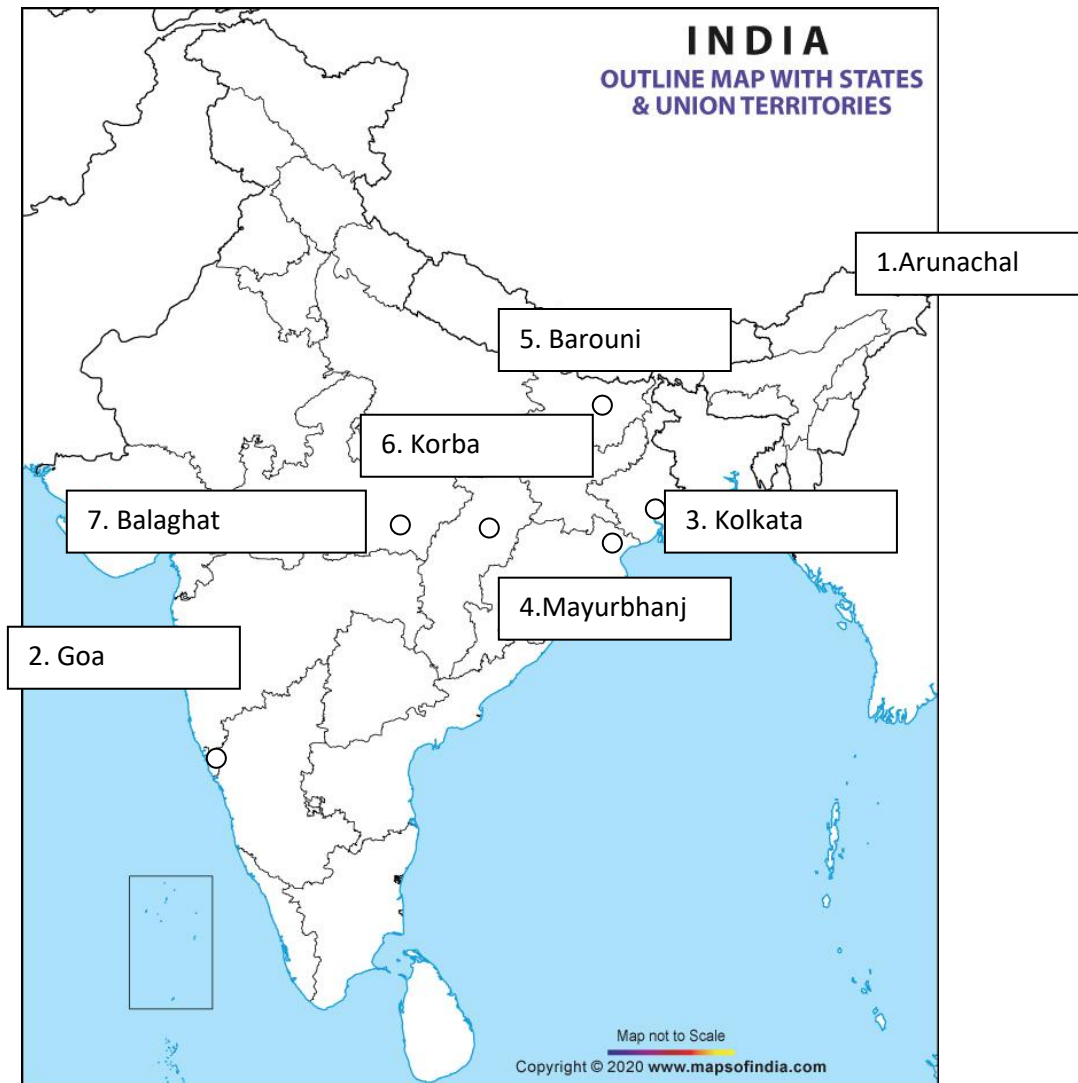 INDIA
OUTLINE MAP WITH STATES
& UNION TERRITORIES
1.Arunachal
5. Barouni
6. Korba
7. Balaghat
3. Kolkata
4.Mayurbhanj
2. Goa
Map not to Scale
Copyright © 2020 www.mapsofindia.com